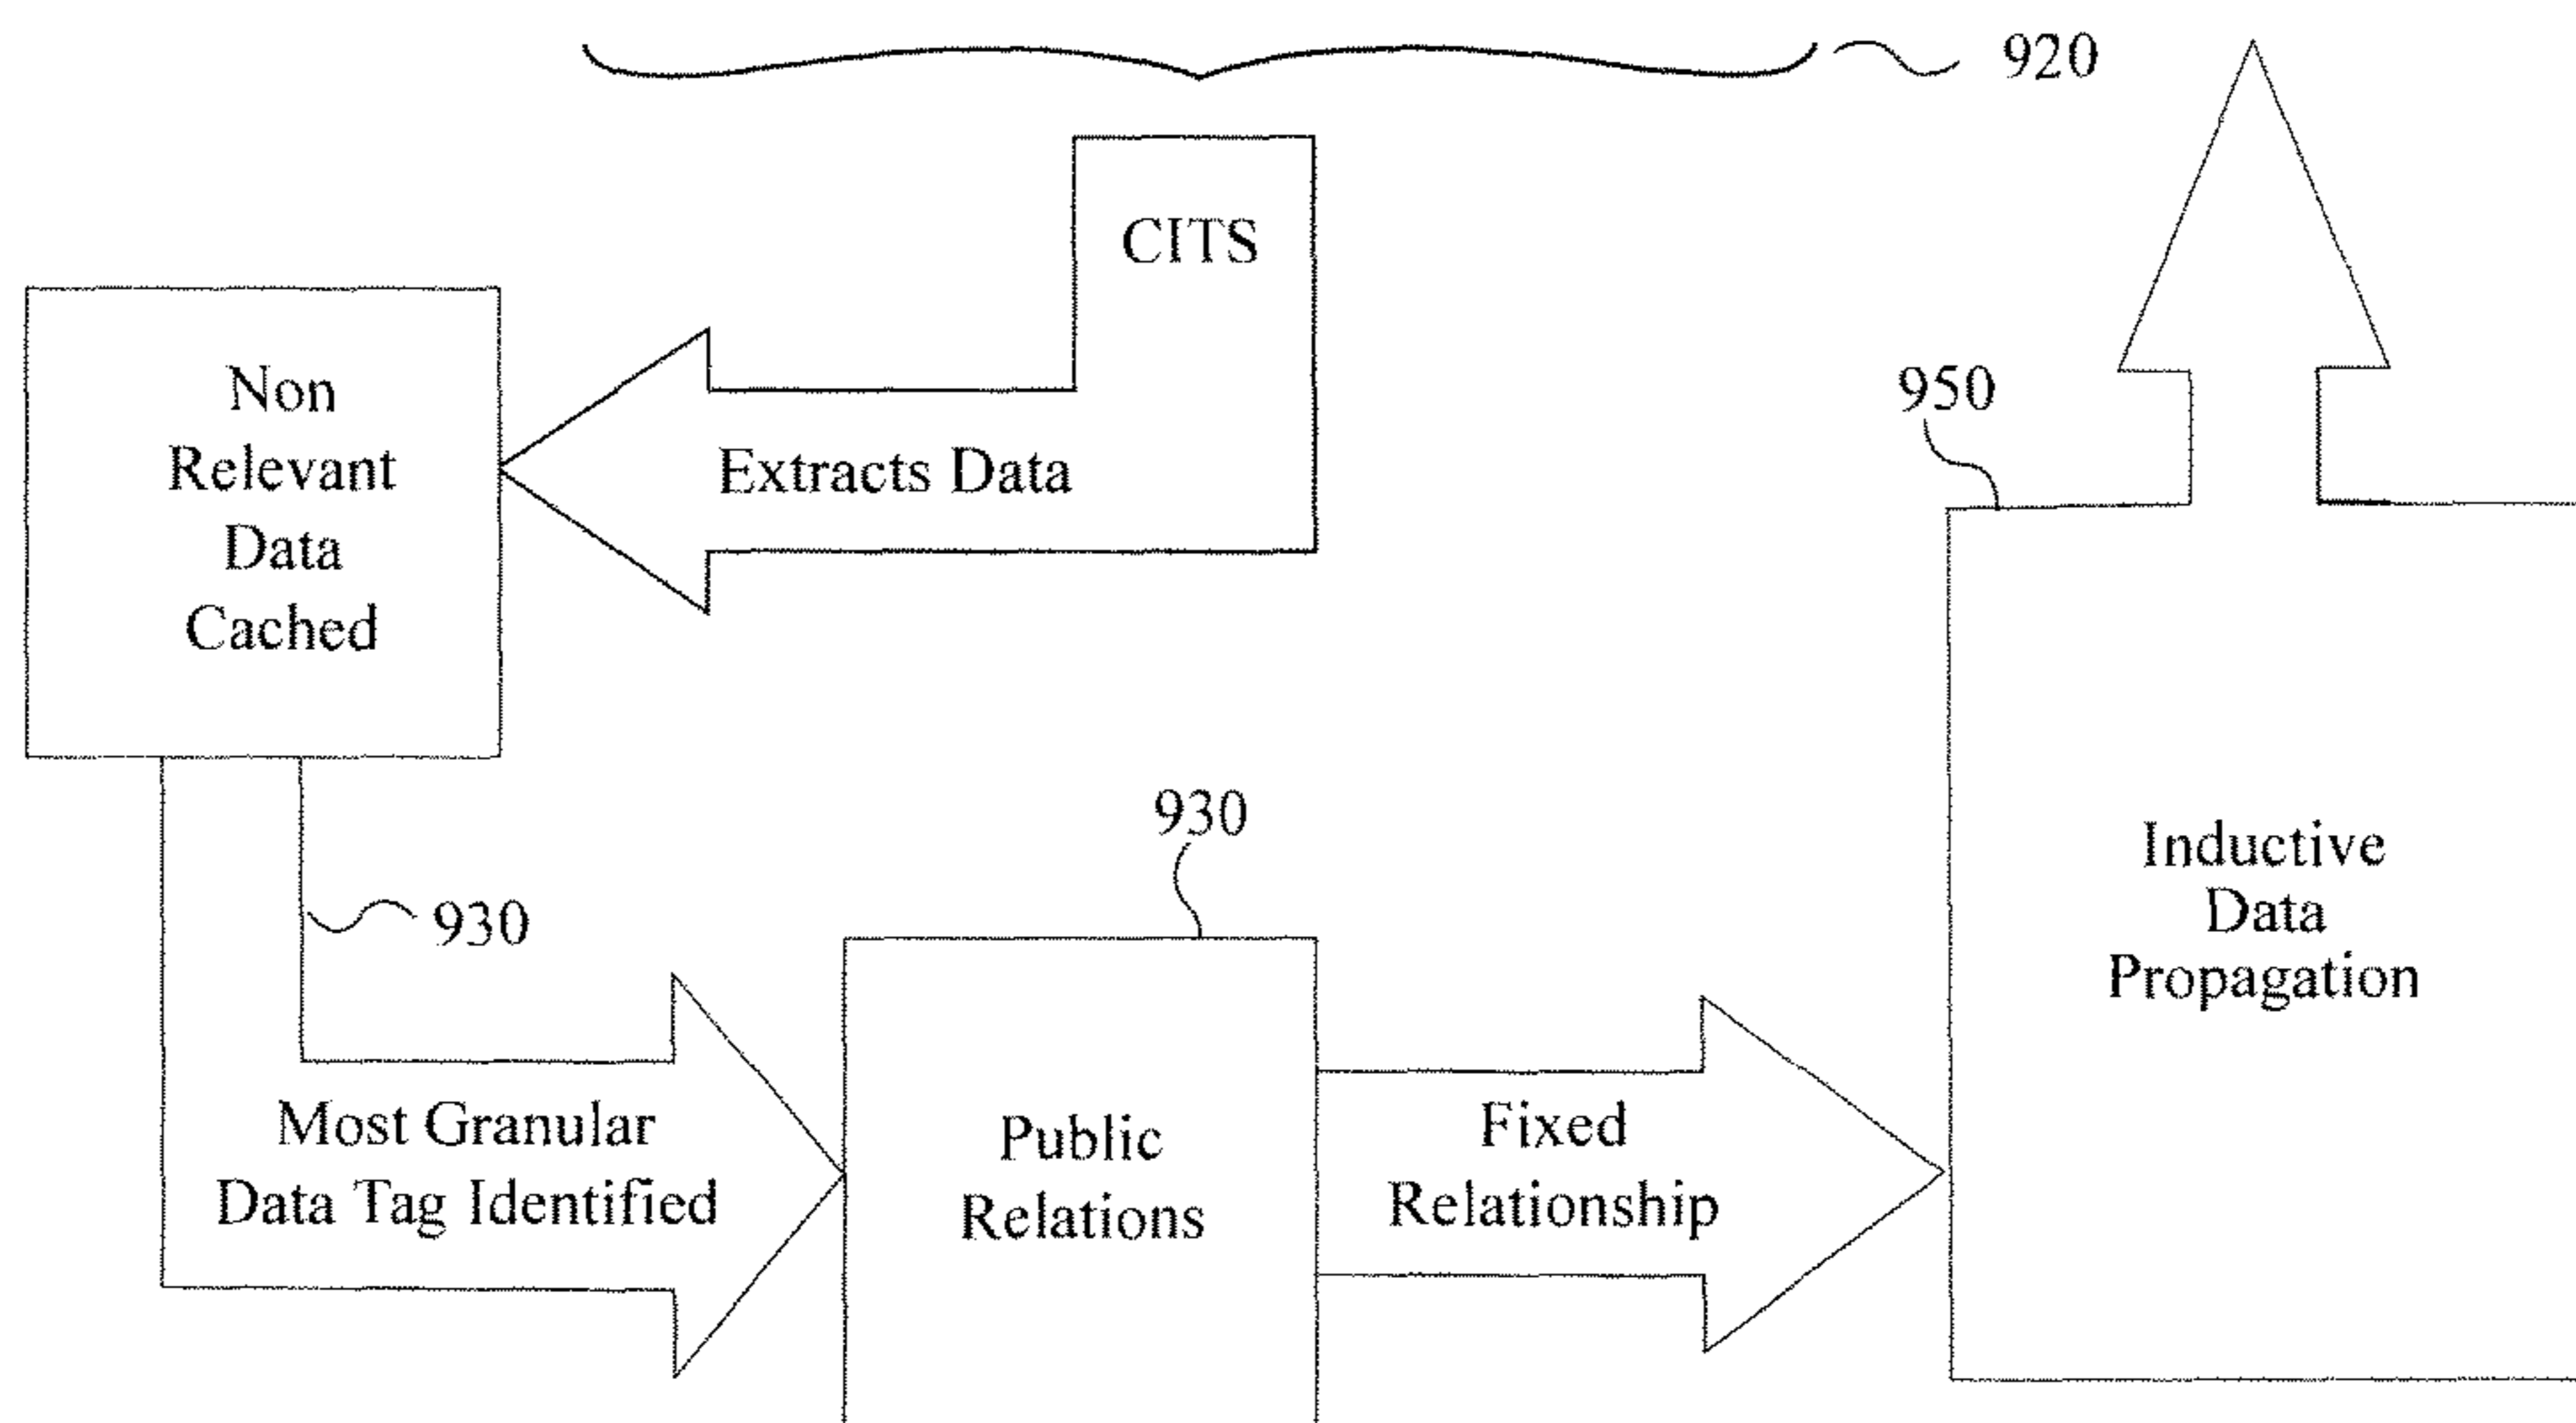 920
CITS
Non
Relevant
Data
Cached
Extracts Data
950
930
930
Inductive
Data
Propagation
Most Granular
Data Tag Identified
Public
Relations
Fixed
Relationship